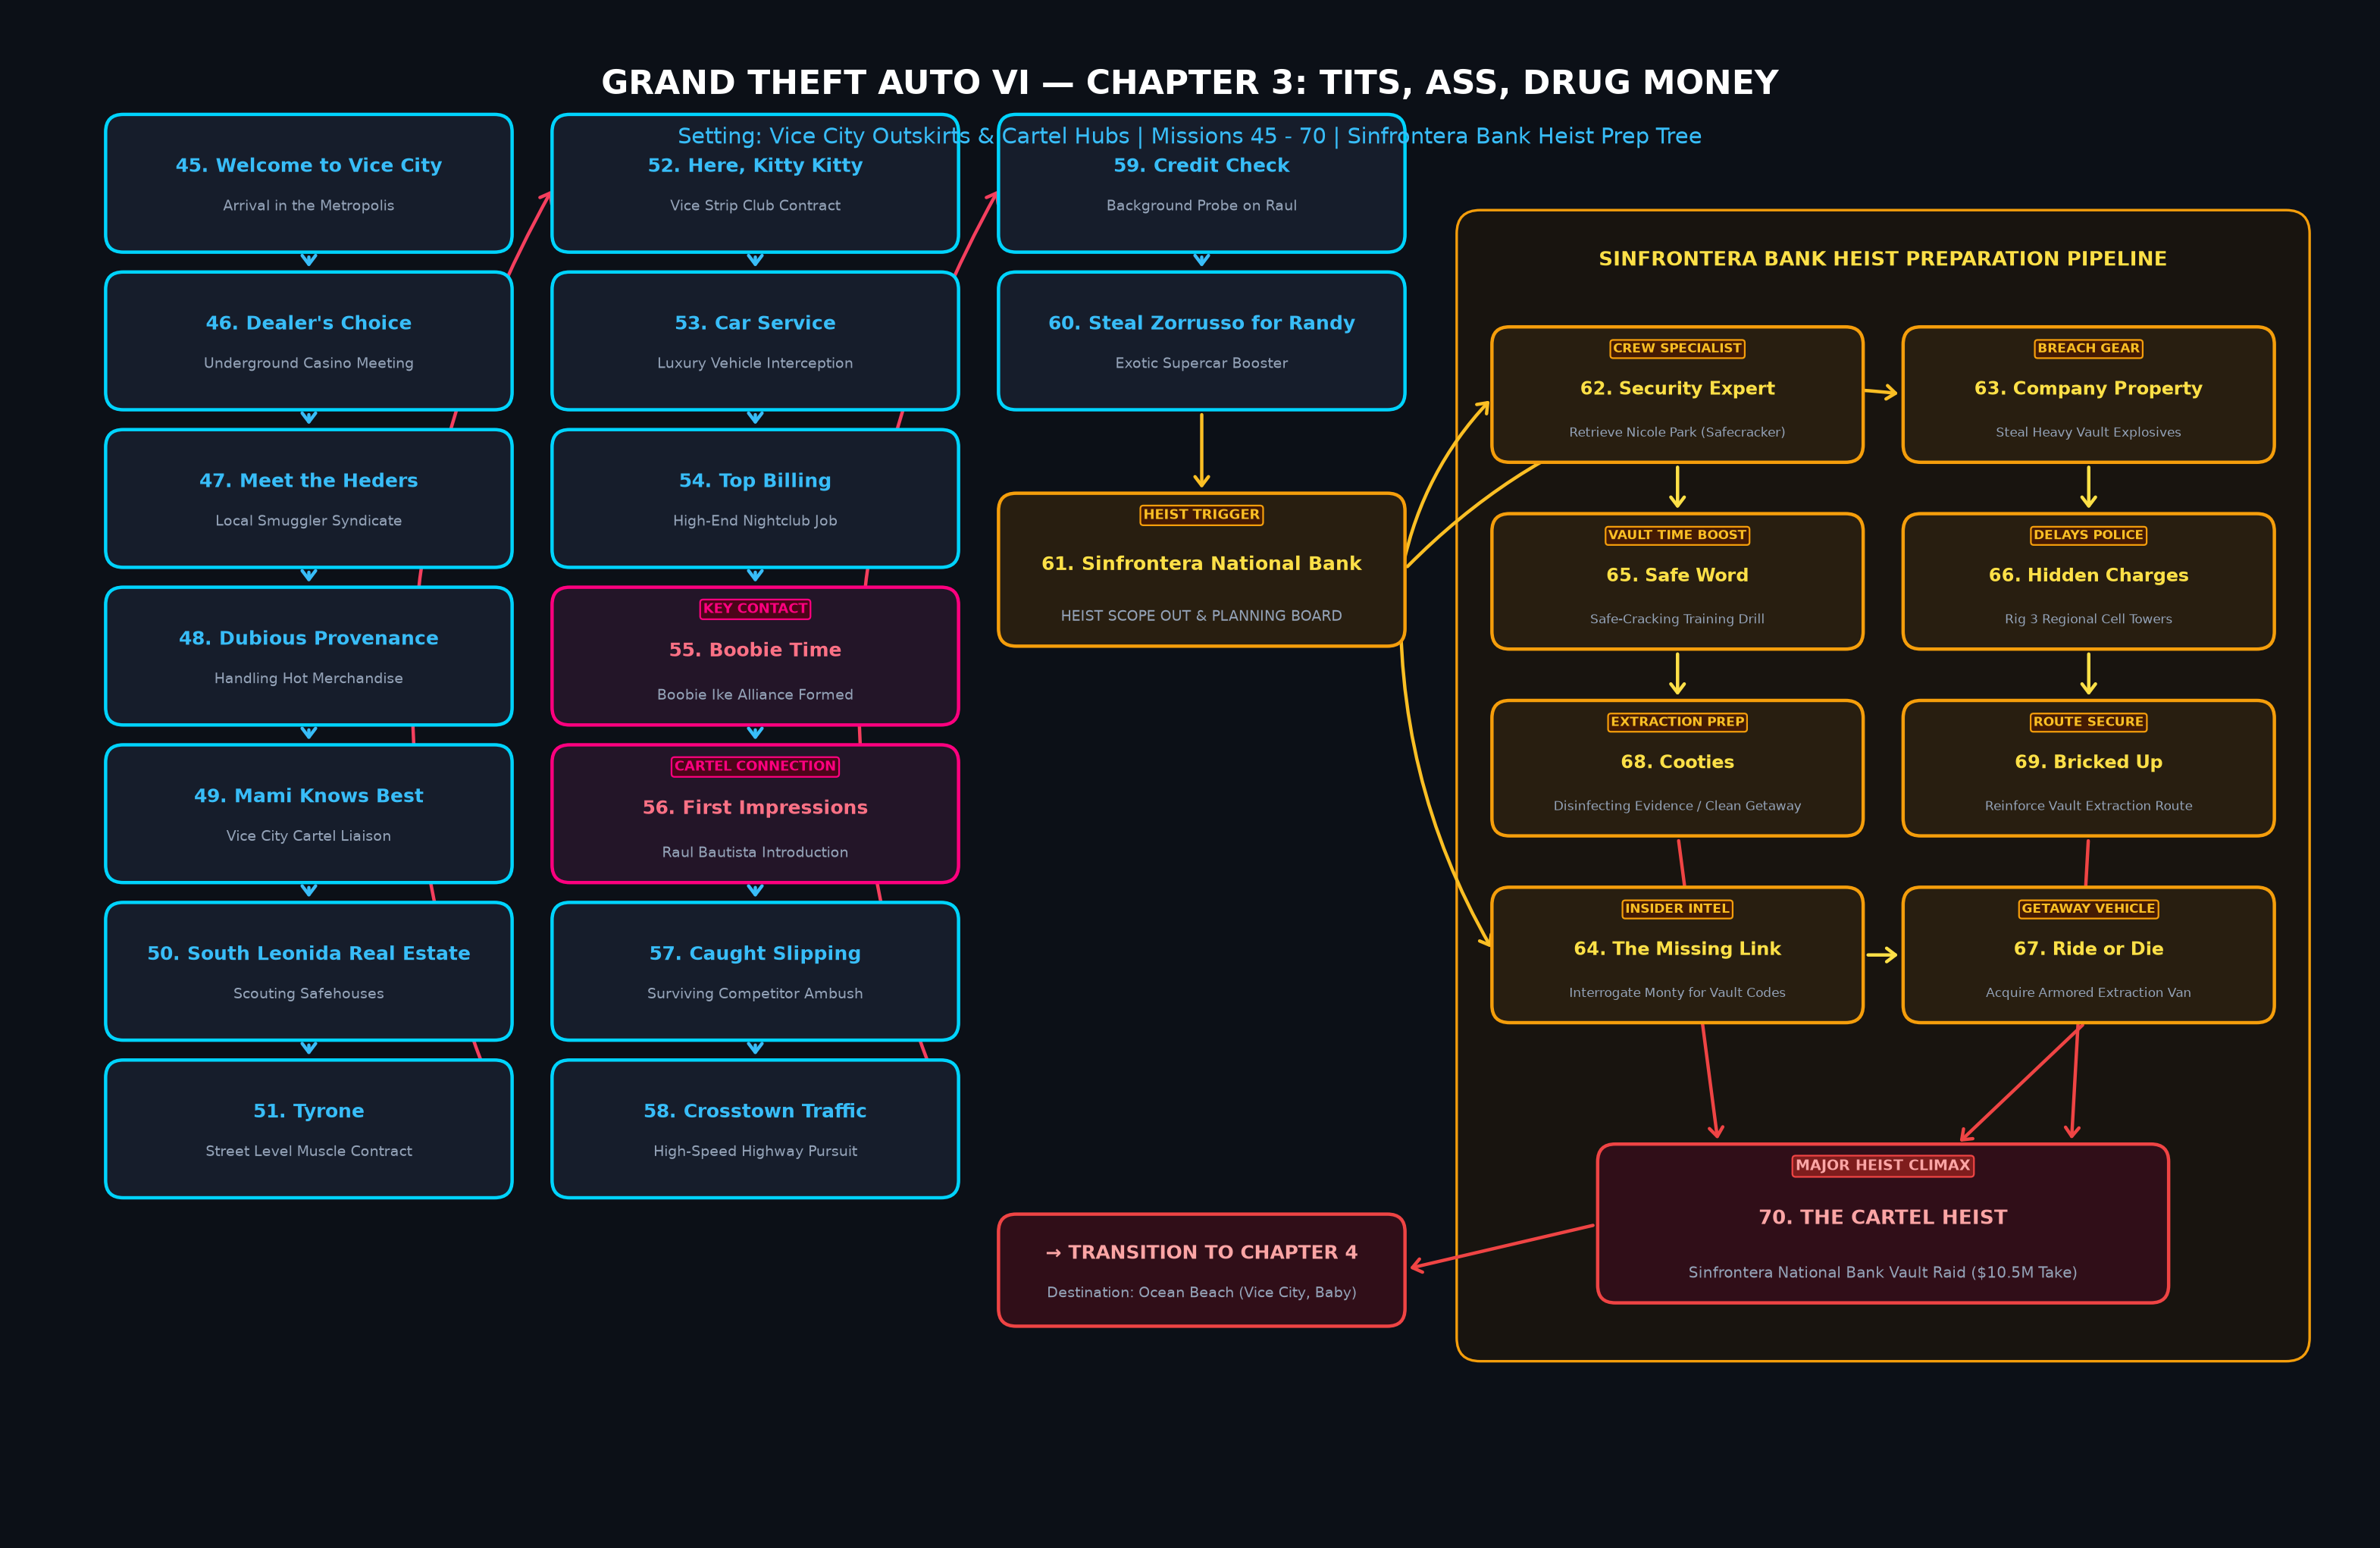 GRAND THEFT AUTO VI — CHAPTER 3: TITS, ASS, DRUG MONEY
Setting: Vice City Outskirts & Cartel Hubs | Missions 45 - 70 | Sinfrontera Bank Heist Prep Tree
45. Welcome to Vice City
Arrival in the Metropolis
46. Dealer's Choice
Underground Casino Meeting
47. Meet the Heders
Local Smuggler Syndicate
48. Dubious Provenance
Handling Hot Merchandise
49. Mami Knows Best
Vice City Cartel Liaison
50. South Leonida Real Estate
Scouting Safehouses
51. Tyrone
Street Level Muscle Contract
52. Here, Kitty Kitty
Vice Strip Club Contract
53. Car Service
Luxury Vehicle Interception
54. Top Billing
High-End Nightclub Job
KEY CONTACT
55. Boobie Time
Boobie Ike Alliance Formed
CARTEL CONNECTION
56. First Impressions
Raul Bautista Introduction
57. Caught Slipping
Surviving Competitor Ambush
58. Crosstown Traffic
High-Speed Highway Pursuit
59. Credit Check
Background Probe on Raul
60. Steal Zorrusso for Randy
Exotic Supercar Booster
HEIST TRIGGER
61. Sinfrontera National Bank
HEIST SCOPE OUT & PLANNING BOARD
SINFRONTERA BANK HEIST PREPARATION PIPELINE
CREW SPECIALIST
62. Security Expert
Retrieve Nicole Park (Safecracker)
BREACH GEAR
63. Company Property
Steal Heavy Vault Explosives
VAULT TIME BOOST
65. Safe Word
Safe-Cracking Training Drill
DELAYS POLICE
66. Hidden Charges
Rig 3 Regional Cell Towers
EXTRACTION PREP
68. Cooties
Disinfecting Evidence / Clean Getaway
ROUTE SECURE
69. Bricked Up
Reinforce Vault Extraction Route
INSIDER INTEL
64. The Missing Link
Interrogate Monty for Vault Codes
GETAWAY VEHICLE
67. Ride or Die
Acquire Armored Extraction Van
MAJOR HEIST CLIMAX
70. THE CARTEL HEIST
Sinfrontera National Bank Vault Raid ($10.5M Take)
→ TRANSITION TO CHAPTER 4
Destination: Ocean Beach (Vice City, Baby)